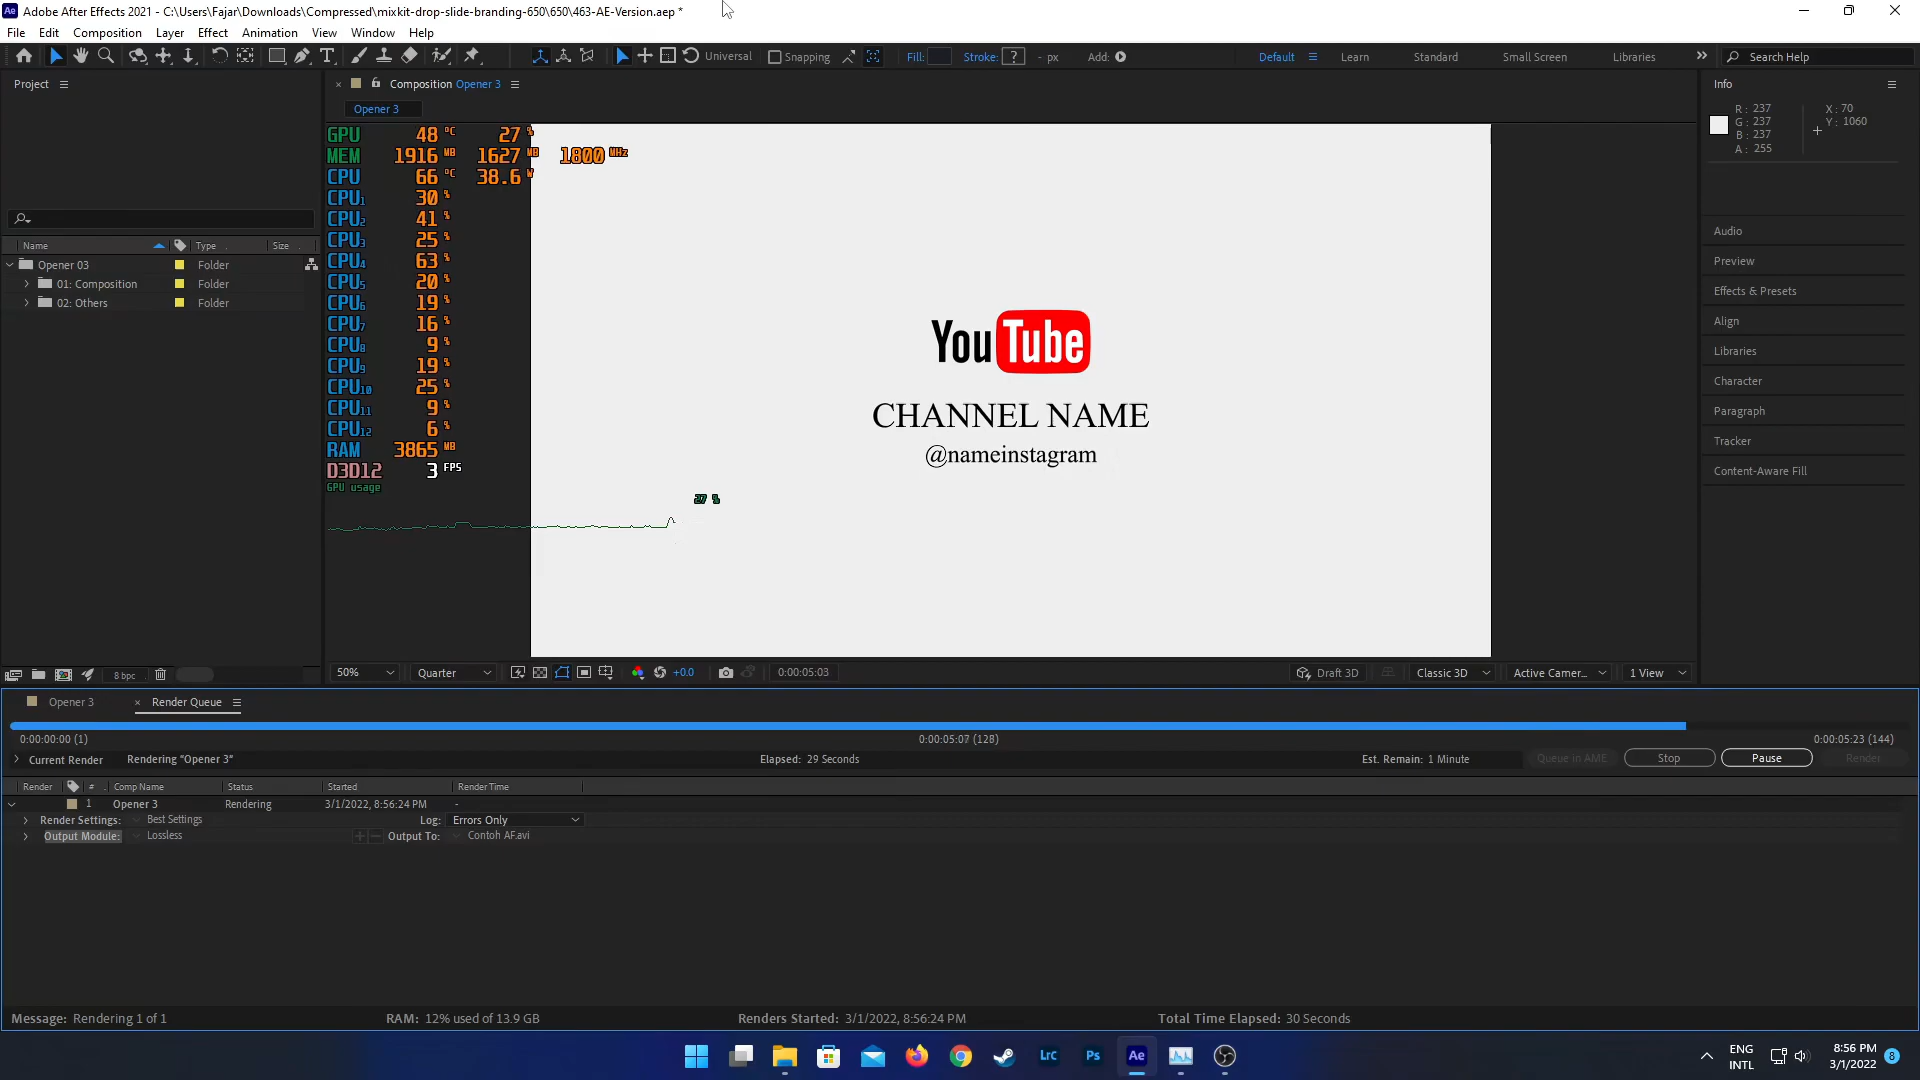 Adobe After Effects 2021 - C:\Users\Fajar\Downloads\Compressed\mixkit-drop-slide-branding-650\650\463-AE-Version.aep *
File Edit Composition Layer Effect Animation View Window Help
Universal Snapping Fill: Stroke: ? - px Add: Default Learn Standard Small Screen Libraries Search Help
Project
Composition Opener 3
Info
Opener 3
R: 237
G: 237
B: 237
A: 255
X: 70
Y: 1060
GPU 48 °C 27 %
MEM 1916 MB 1627 MB 1800 MHz
CPU 66 °C 38.6 W
CPU1 30 %
CPU2 41 %
CPU3 25 %
CPU4 63 %
CPU5 20 %
CPU6 19 %
CPU7 16 %
CPU8 9 %
CPU9 19 %
CPU10 25 %
CPU11 9 %
CPU12 6 %
RAM 3865 MB
D3D12 3 FPS
GPU usage
27 %
Name Type Size
Opener 03 Folder
01: Composition Folder
02: Others Folder
YouTube
CHANNEL NAME
@nameinstagram
Audio
Preview
Effects & Presets
Align
Libraries
Character
Paragraph
Tracker
Content-Aware Fill
8 bpc
50% Quarter +0.0 0:00:05:03 Draft 3D Classic 3D Active Camer... 1 View
Opener 3 Render Queue
0:00:00:00 (1) 0:00:05:07 (128) 0:00:05:23 (144)
Current Render Rendering "Opener 3" Elapsed: 29 Seconds Est. Remain: 1 Minute Queue in AME Stop Pause Render
Render # Comp Name Status Started Render Time
1 Opener 3 Rendering 3/1/2022, 8:56:24 PM -
Render Settings: Best Settings Log: Errors Only
Output Module: Lossless Output To: Contoh AF.avi
Message: Rendering 1 of 1 RAM: 12% used of 13.9 GB Renders Started: 3/1/2022, 8:56:24 PM Total Time Elapsed: 30 Seconds
LrC Ps Ae
ENG
INTL
8:56 PM
3/1/2022
8